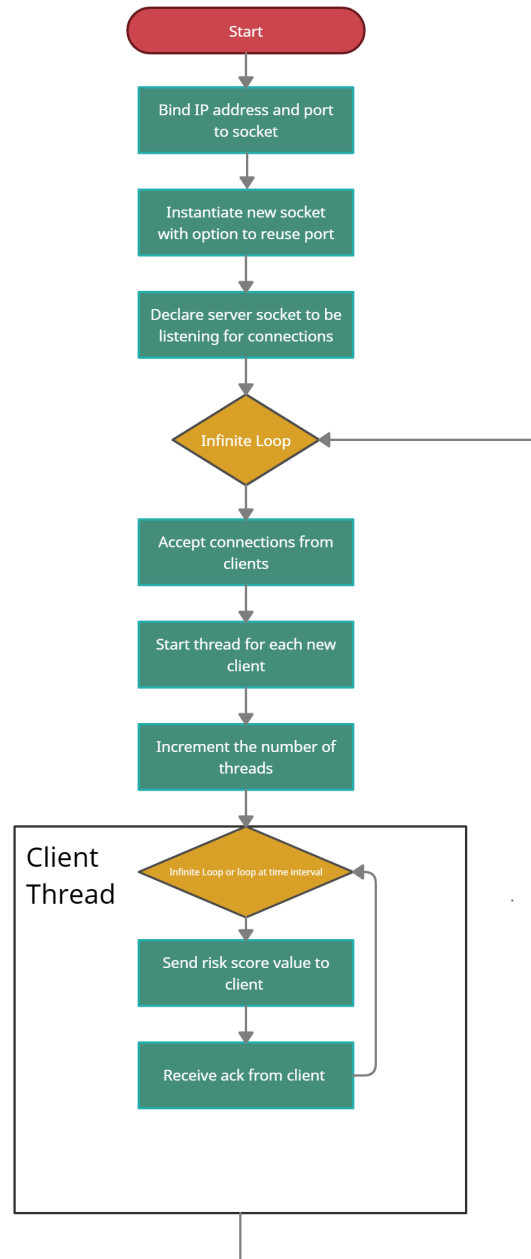 Start
Bind IP address and port
to socket
Instantiate new socket
with option to reuse port
Declare server socket to be
listening for connections
Infinite Loop
Accept connections from
clients
Start thread for each new
client
Increment the number of
threads
Client
Thread
Infinite Loop or loop at time interval
Send risk score value to
client
Receive ack from client